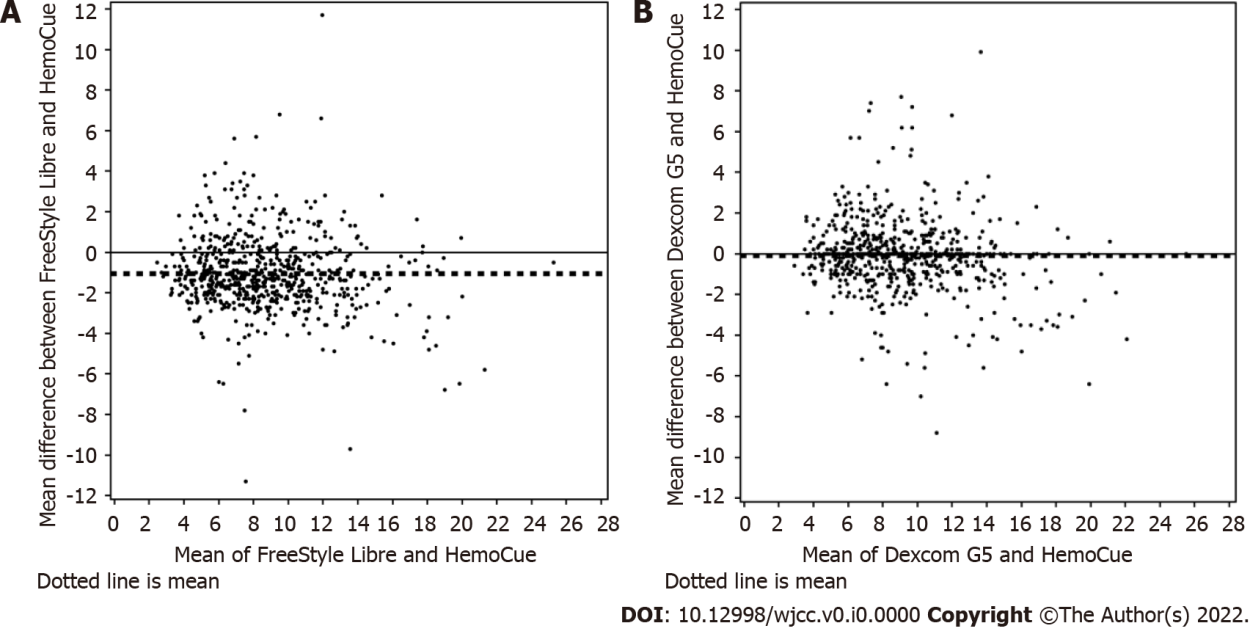 A
Mean difference between FreeStyle Libre and HemoCue
12
10
8
6
4
2
0
-2
-4
-6
-8
-10
-12
0 2 4 6 8 10 12 14 16 18 20 22 24 26 28
Mean of FreeStyle Libre and HemoCue
Dotted line is mean
B
Mean difference between Dexcom G5 and HemoCue
12
10
8
6
4
2
0
-2
-4
-6
-8
-10
-12
0 2 4 6 8 10 12 14 16 18 20 22 24 26 28
Mean of Dexcom G5 and HemoCue
Dotted line is mean
DOI: 10.12998/wjcc.v0.i0.0000 Copyright ©The Author(s) 2022.